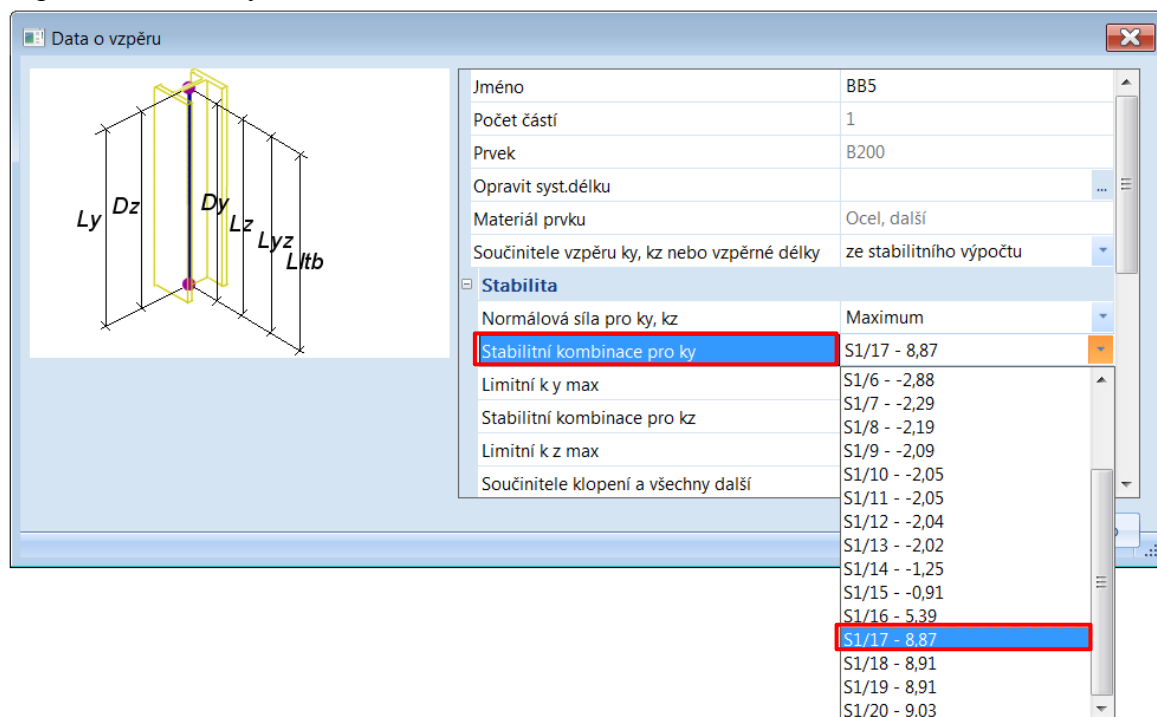 Data o vzpěru
Ly
Dz
Dy
Lz
Lyz
Lltb
Jméno BB5
Počet částí 1
Prvek B200
Opravit syst.délku ...
Materiál prvku Ocel, další
Součinitele vzpěru ky, kz nebo vzpěrné délky ze stabilitního výpočtu
Stabilita
Normálová síla pro ky, kz Maximum
Stabilitní kombinace pro ky S1/17 - 8,87
Limitní k y max
Stabilitní kombinace pro kz
Limitní k z max
Součinitele klopení a všechny další
S1/6 - -2,88
S1/7 - -2,29
S1/8 - -2,19
S1/9 - -2,09
S1/10 - -2,05
S1/11 - -2,05
S1/12 - -2,04
S1/13 - -2,02
S1/14 - -1,25
S1/15 - -0,91
S1/16 - 5,39
S1/17 - 8,87
S1/18 - 8,91
S1/19 - 8,91
S1/20 - 9,03